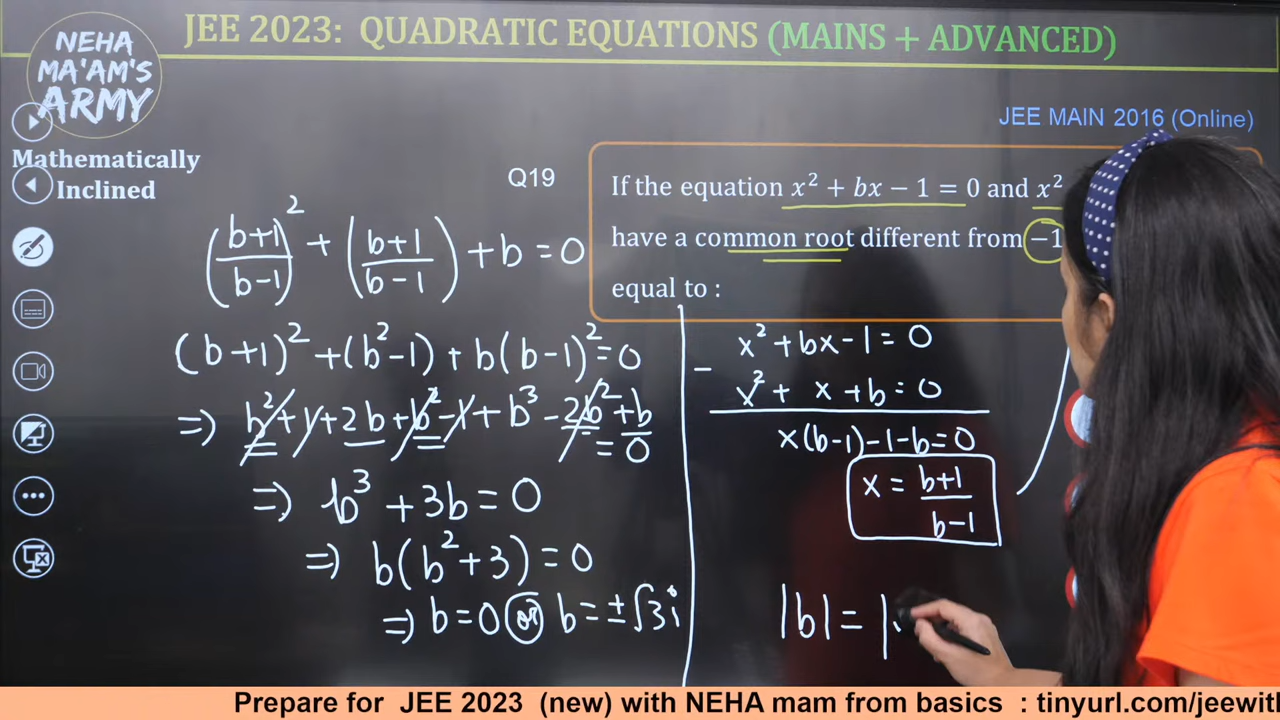 JEE 2023: QUADRATIC EQUATIONS (MAINS + ADVANCED)
NEHA
MA'AM'S
ARMY
JEE MAIN 2016 (Online)
Mathematically
Inclined
Q19
If the equation x² + bx − 1 = 0 and x²
have a common root different from −1
equal to :
((b+1)/(b-1))² + ((b+1)/(b-1)) + b = 0
(b+1)² + (b²-1) + b(b-1)² = 0
=) b² + 1 + 2b + b² - 1 + b³ - 2b² + b
= 0
=) b³ + 3b = 0
=) b(b² + 3) = 0
=) b = 0 or b = ± √3i
x² + bx - 1 = 0
-
x² + x + b = 0
x(b-1) - 1 - b = 0
x = (b+1)/(b-1)
|b| = |
Prepare for JEE 2023 (new) with NEHA mam from basics : tinyurl.com/jeewit